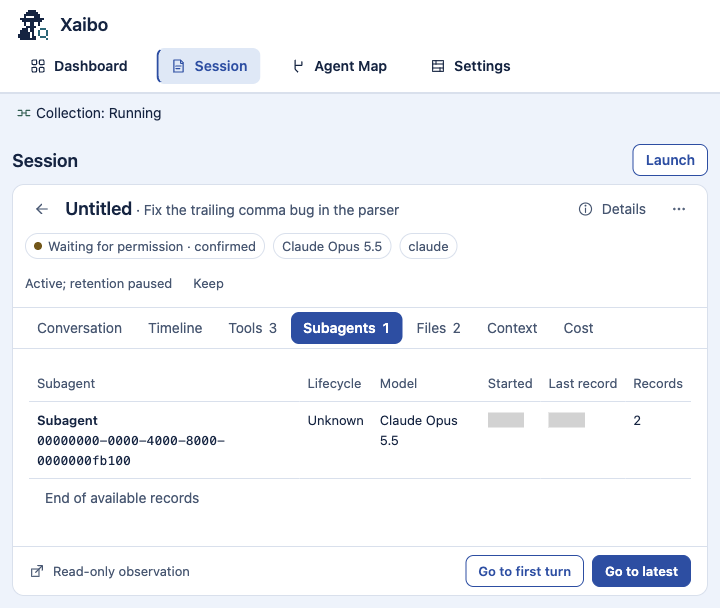 Xaibo
Dashboard
Session
Agent Map
Settings
Collection: Running
Session
Launch
Untitled · Fix the trailing comma bug in the parser
Details
Waiting for permission · confirmed
Claude Opus 5.5
claude
Active; retention paused
Keep
Conversation
Timeline
Tools 3
Subagents 1
Files 2
Context
Cost
Subagent Lifecycle Model Started Last record Records
Subagent Unknown Claude Opus 2
00000000-0000-4000-8000- 5.5
0000000fb100
End of available records
Read-only observation
Go to first turn
Go to latest